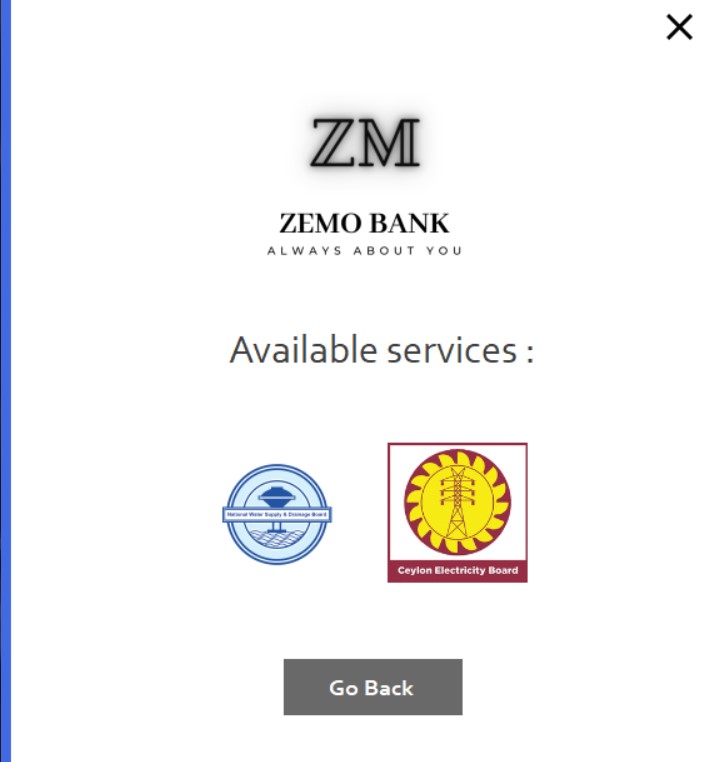 ZM
ZEMO BANK
ALWAYS ABOUT YOU
Available services :
National Water Supply & Drainage Board
Ceylon Electricity Board
Go Back